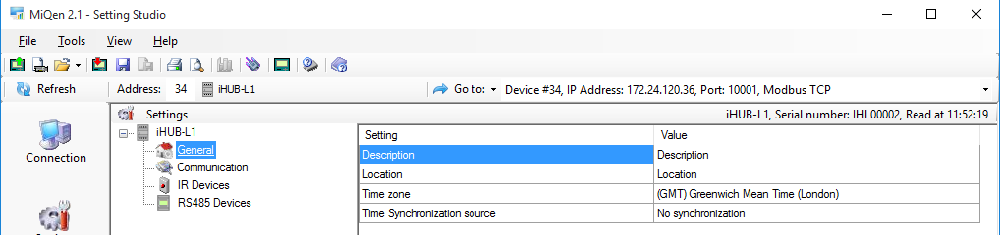 MiQen 2.1 - Setting Studio
File Tools View Help
Refresh Address: 34 iHUB-L1 Go to: Device #34, IP Address: 172.24.120.36, Port: 10001, Modbus TCP
Settings iHUB-L1, Serial number: IHL00002, Read at 11:52:19
Connection
iHUB-L1
General
Communication
IR Devices
RS485 Devices
Setting Value
Description Description
Location Location
Time zone (GMT) Greenwich Mean Time (London)
Time Synchronization source No synchronization